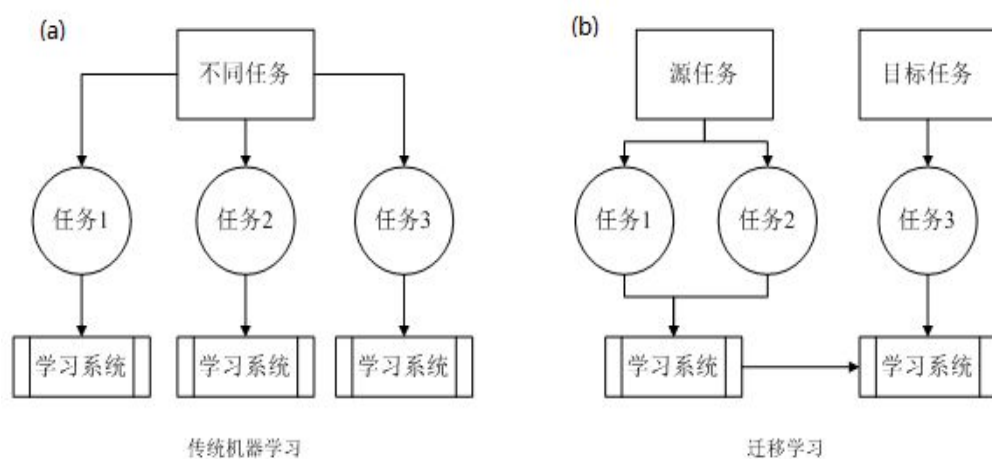 (a)
不同任务
任务1
任务2
任务3
学习系统
学习系统
学习系统
传统机器学习
(b)
源任务
目标任务
任务1
任务2
任务3
学习系统
学习系统
迁移学习